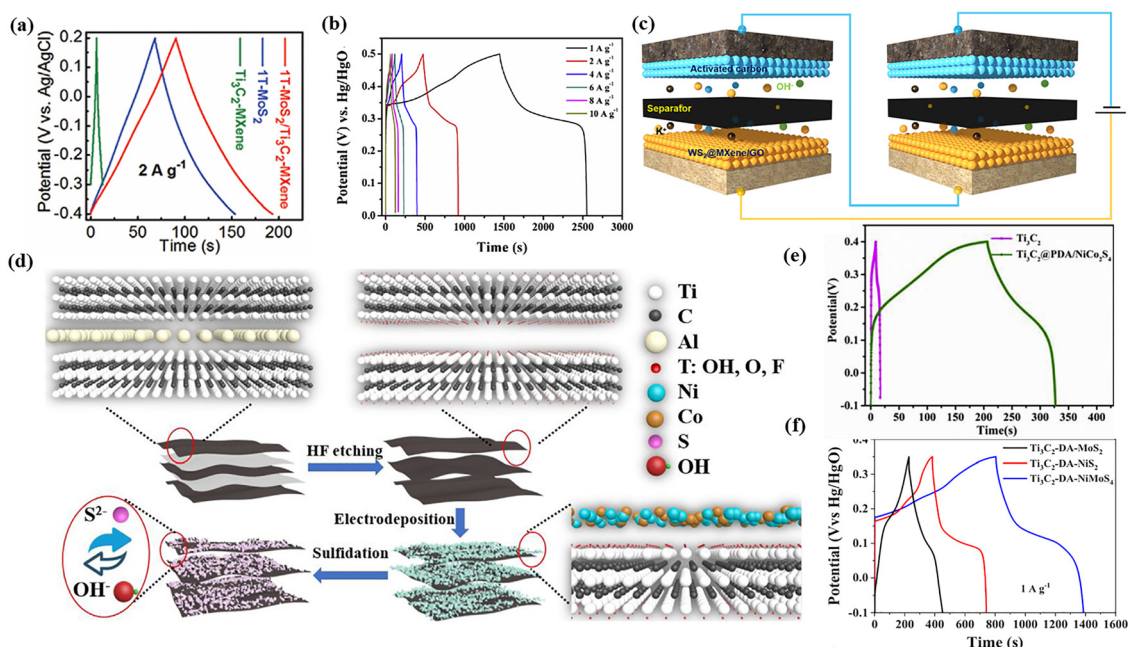 (a)
Potential (V vs. Ag/AgCl)
0.2
0.1
0.0
-0.1
-0.2
-0.3
-0.4
2 A g⁻¹
Ti₃C₂-MXene
1T-MoS₂
1T-MoS₂/Ti₃C₂-MXene
0 50 100 150 200
Time (s)
(b)
Potential (V) vs. Hg/HgO
0.5
0.4
0.3
0.2
0.1
0.0
1 A g⁻¹
2 A g⁻¹
4 A g⁻¹
6 A g⁻¹
8 A g⁻¹
10 A g⁻¹
0 500 1000 1500 2000 2500 3000
Time (s)
(c)
Activated carbon
OH⁻
Separator
K⁺
(d)
Ti
C
Al
T: OH, O, F
Ni
Co
S
OH
HF etching
Electrodeposition
Sulfidation
S²⁻
OH⁻
(e)
Potential(V)
0.4
0.3
0.2
0.1
0.0
-0.1
Ti₃C₂
Ti₃C₂@PDA/NiCo₂S₄
0 50 100 150 200 250 300 350 400
Time(s)
(f)
Potential (V vs Hg/HgO)
0.4
0.3
0.2
0.1
0.0
-0.1
Ti₃C₂-DA-MoS₂
Ti₃C₂-DA-NiS₂
Ti₃C₂-DA-NiMoS₄
1 A g⁻¹
0 200 400 600 800 1000 1200 1400 1600
Time (s)